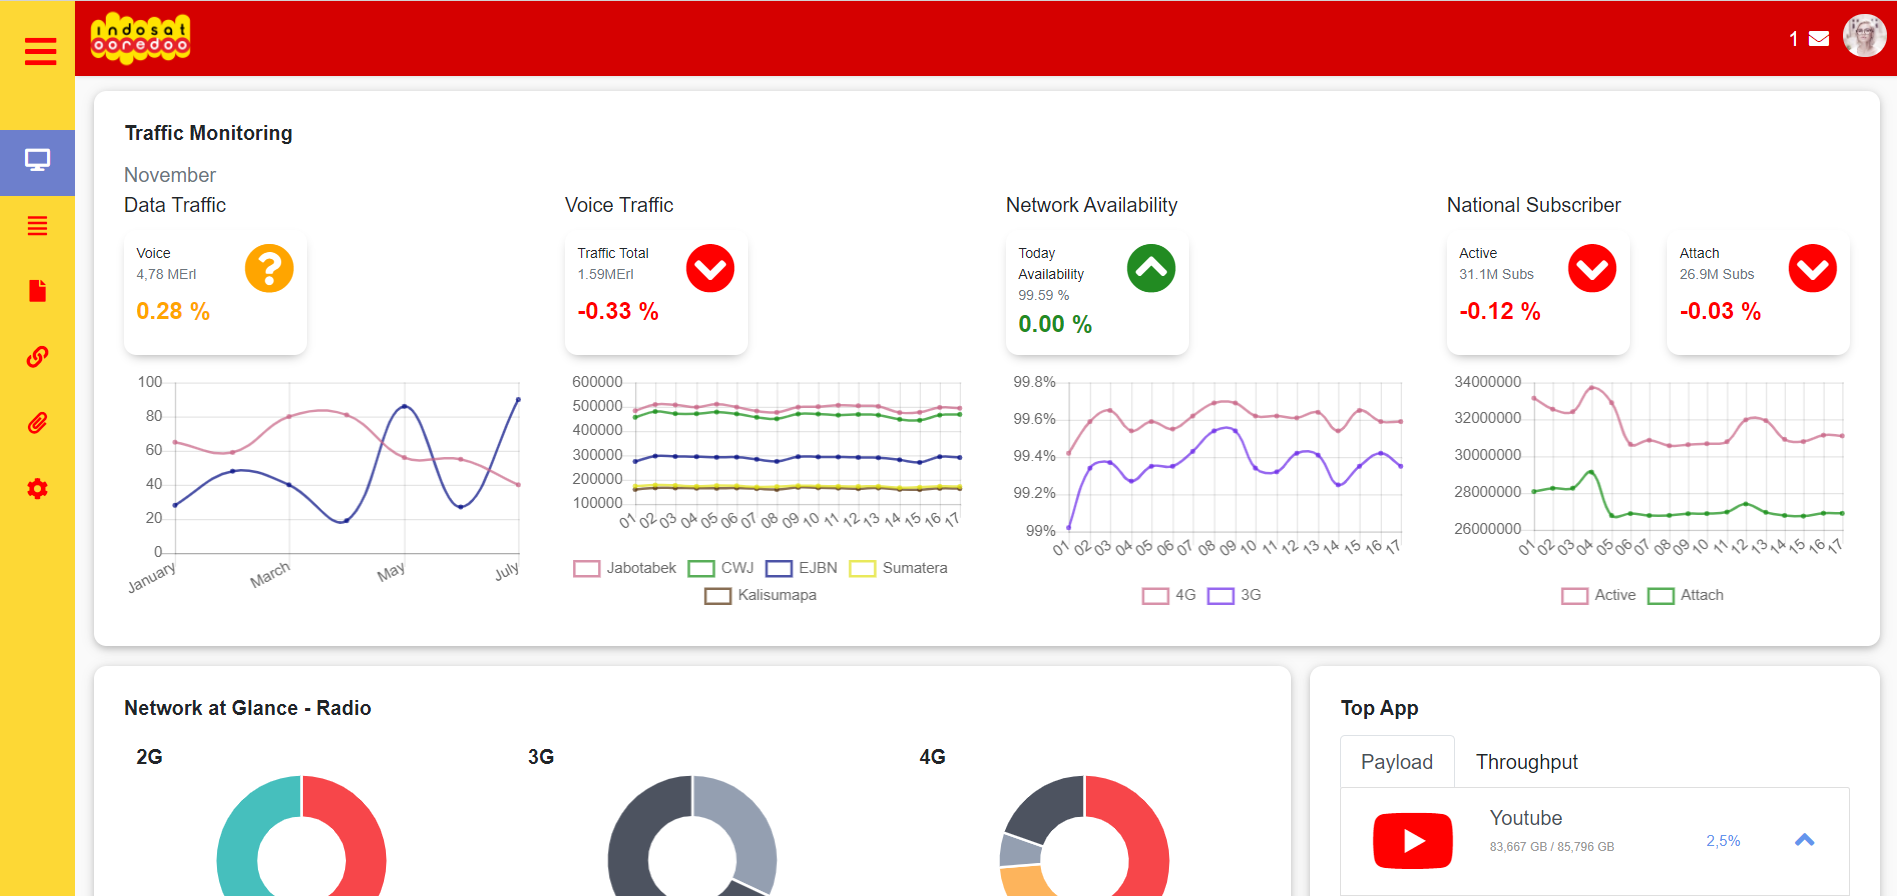 indosat
ooredoo
1
Traffic Monitoring
November
Data Traffic
Voice
4,78 MErl
0.28 %
100
80
60
40
20
0
January
March
May
July
Voice Traffic
Traffic Total
1.59MErl
-0.33 %
600000
500000
400000
300000
200000
100000
01 02 03 04 05 06 07 08 09 10 11 12 13 14 15 16 17
Jabotabek CWJ EJBN Sumatera
Kalisumapa
Network Availability
Today
Availability
99.59 %
0.00 %
99.8%
99.6%
99.4%
99.2%
99%
01 02 03 04 05 06 07 08 09 10 11 12 13 14 15 16 17
4G 3G
National Subscriber
Active
31.1M Subs
-0.12 %
Attach
26.9M Subs
-0.03 %
34000000
32000000
30000000
28000000
26000000
01 02 03 04 05 06 07 08 09 10 11 12 13 14 15 16 17
Active Attach
Network at Glance - Radio
2G
3G
4G
Top App
Payload
Throughput
Youtube
83,667 GB / 85,796 GB
2,5%